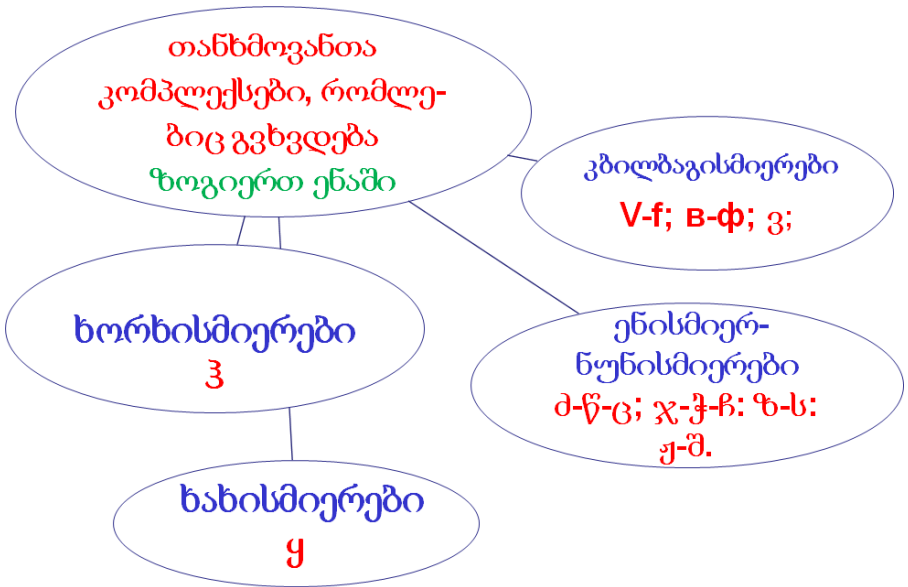 თანხმოვანთა
კომპლექსები, რომლე-
ბიც გვხვდება
ზოგიერთ ენაში
კბილბაგისმიერები
V-f; в-ф; ვ;
ხორხისმიერები
ჰ
ენისმიერ-
ნუნისმიერები
ძ-წ-ც; ჯ-ჭ-ჩ: ზ-ს:
ჟ-შ.
ხახისმიერები
ყ